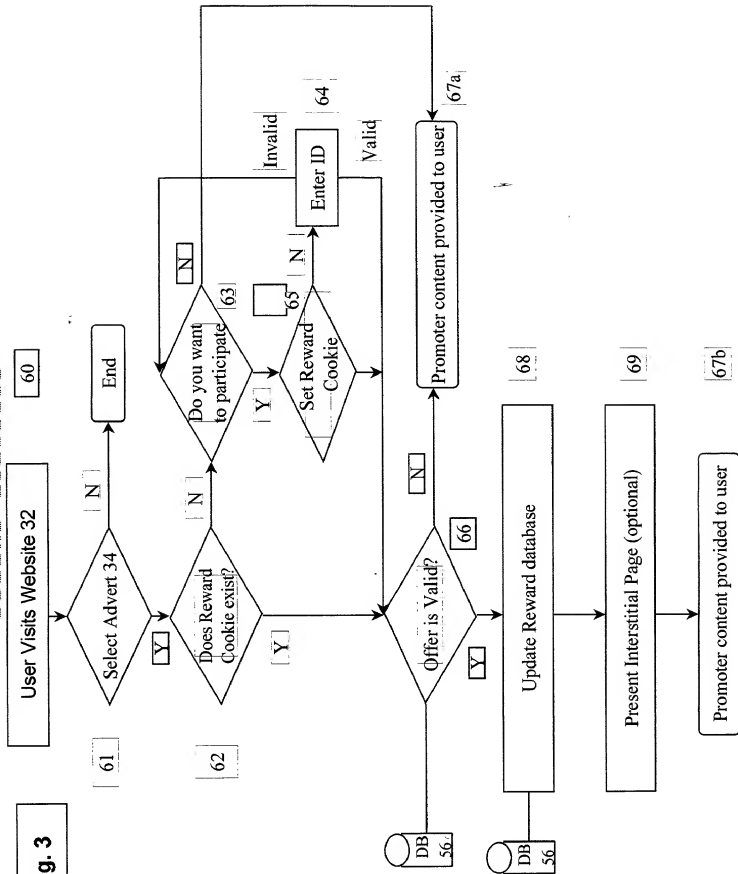 g. 3
60
User Visits Website 32
61
Select Advert 34
N
End
Y
62
Does Reward
Cookie exist?
N
Do you want
to participate
63
N
Y
Y
65
Set Reward
Cookie
N
Enter ID
64
Invalid
Valid
DB
56
Offer is Valid?
66
N
Promoter content provided to user
67a
Y
DB
56
Update Reward database
68
Present Interstitial Page (optional)
69
Promoter content provided to user
67b